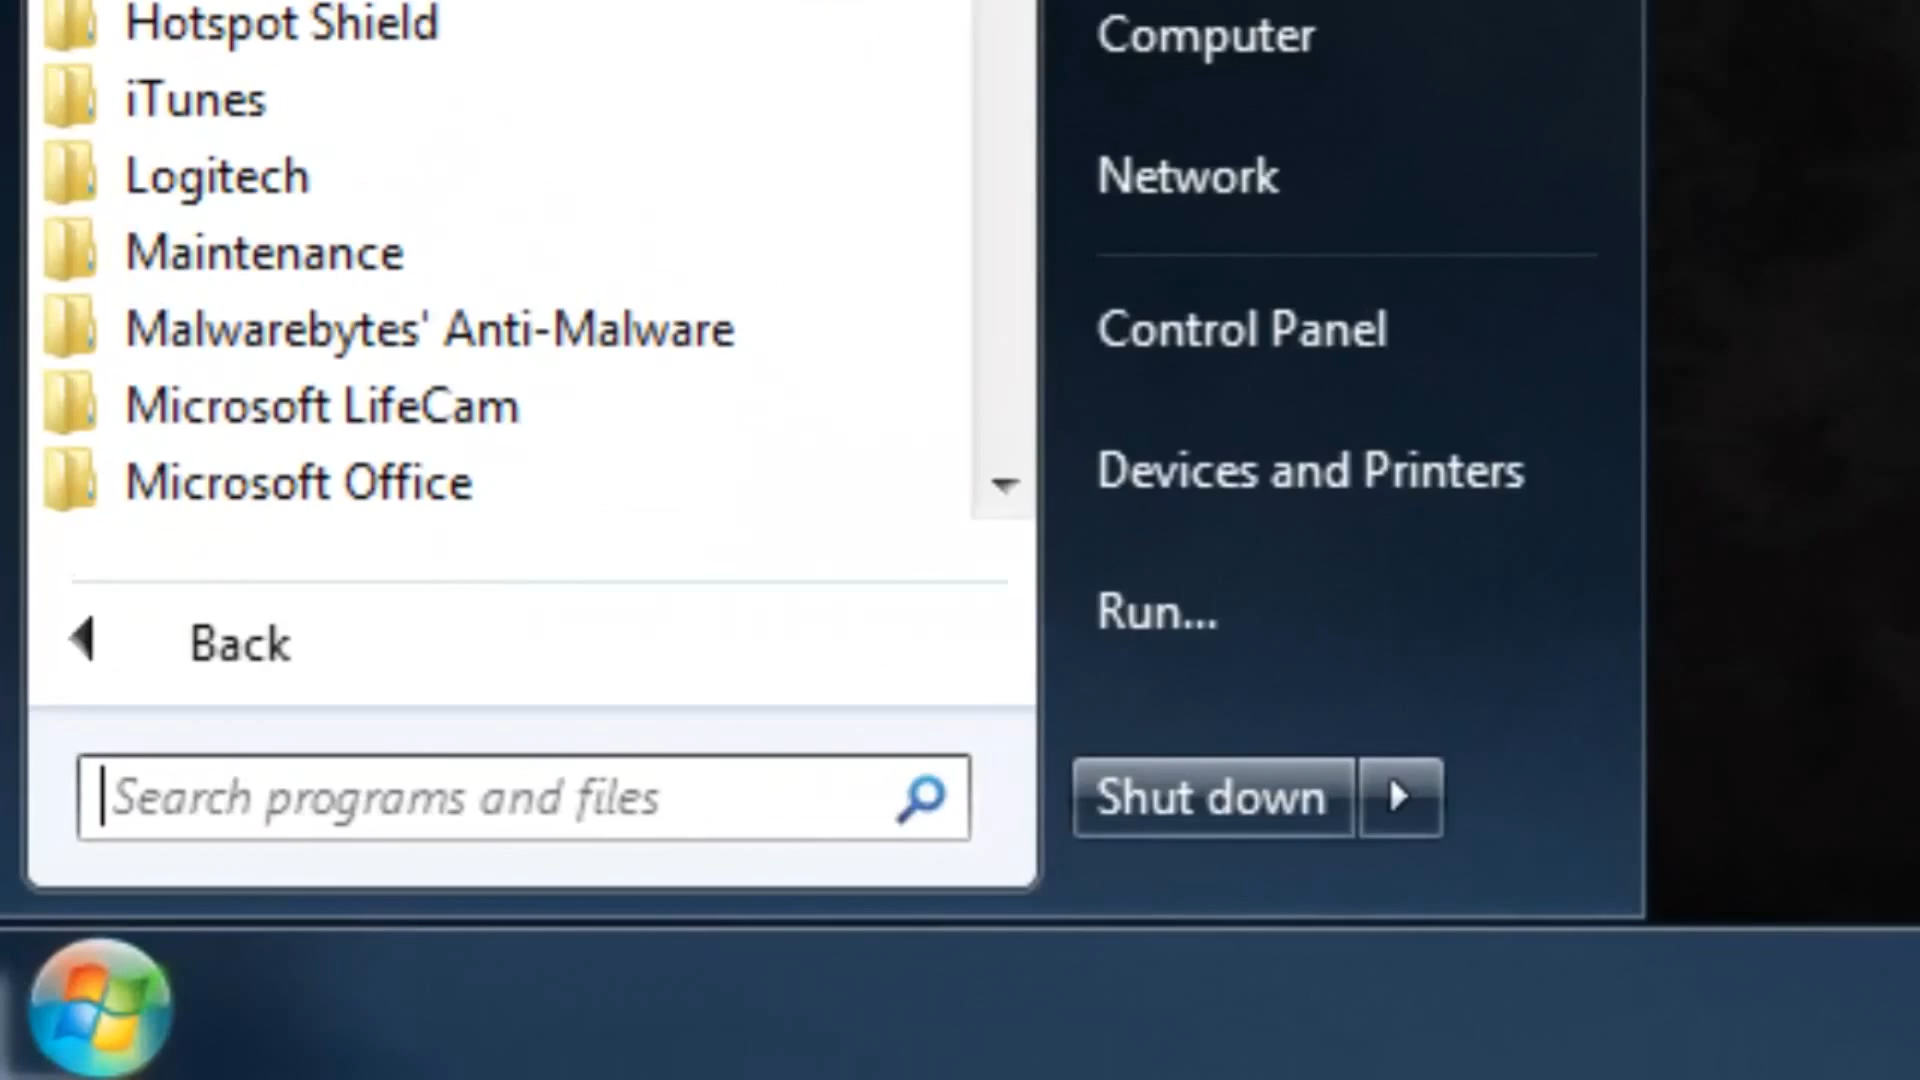 Hotspot Shield
iTunes
Logitech
Maintenance
Malwarebytes' Anti-Malware
Microsoft LifeCam
Microsoft Office
Back
Search programs and files
Computer
Network
Control Panel
Devices and Printers
Run...
Shut down